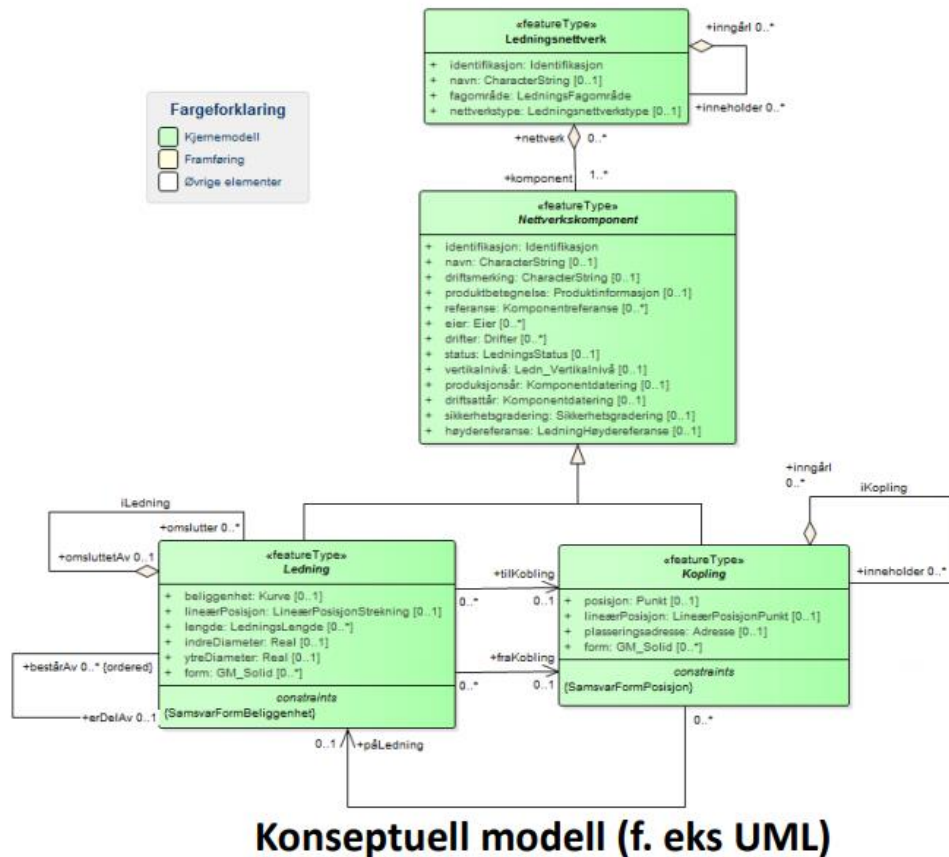 «featureType»
Ledningsnettverk
+ identifikasjon: Identifikasjon
+ navn: CharacterString [0..1]
+ fagområde: LedningsFagområde
+ nettverkstype: Ledningsnettverkstype [0..1]
+inngårI 0..*
+inneholder 0..*
Fargeforklaring
Kjernemodell
Framføring
Øvrige elementer
+nettverk 0..*
+komponent 1..*
«featureType»
Nettverkskomponent
+ identifikasjon: Identifikasjon
+ navn: CharacterString [0..1]
+ driftsmerking: CharacterString [0..1]
+ produktbetegnelse: Produktinformasjon [0..1]
+ referanse: Komponentreferanse [0..*]
+ eier: Eier [0..*]
+ drifter: Drifter [0..*]
+ status: LedningsStatus [0..1]
+ vertikalnivå: Ledn_Vertikalnivå [0..1]
+ produksjonsår: Komponentdatering [0..1]
+ driftsattår: Komponentdatering [0..1]
+ sikkerhetsgradering: Sikkerhetsgradering [0..1]
+ høydereferanse: LedningHøydereferanse [0..1]
iLedning
+omslutter 0..*
+omsluttetAv 0..1
«featureType»
Ledning
+ beliggenhet: Kurve [0..1]
+ lineærPosisjon: LineærPosisjonStrekning [0..1]
+ lengde: LedningsLengde [0..*]
+ indreDiameter: Real [0..1]
+ ytreDiameter: Real [0..1]
+ form: GM_Solid [0..*]
constraints
{SamsvarFormBeliggenhet}
+beståرAv 0..* {ordered}
+erDelAv 0..1
+tilKobling
0..*
0..1
+fraKobling
0..*
0..1
+inngårI
0..*
iKopling
+inneholder 0..*
«featureType»
Kopling
+ posisjon: Punkt [0..1]
+ lineærPosisjon: LineærPosisjonPunkt [0..1]
+ plasseringsadresse: Adresse [0..1]
+ form: GM_Solid [0..*]
constraints
{SamsvarFormPosisjon}
0..*
0..1
+påLedning
Konseptuell modell (f. eks UML)